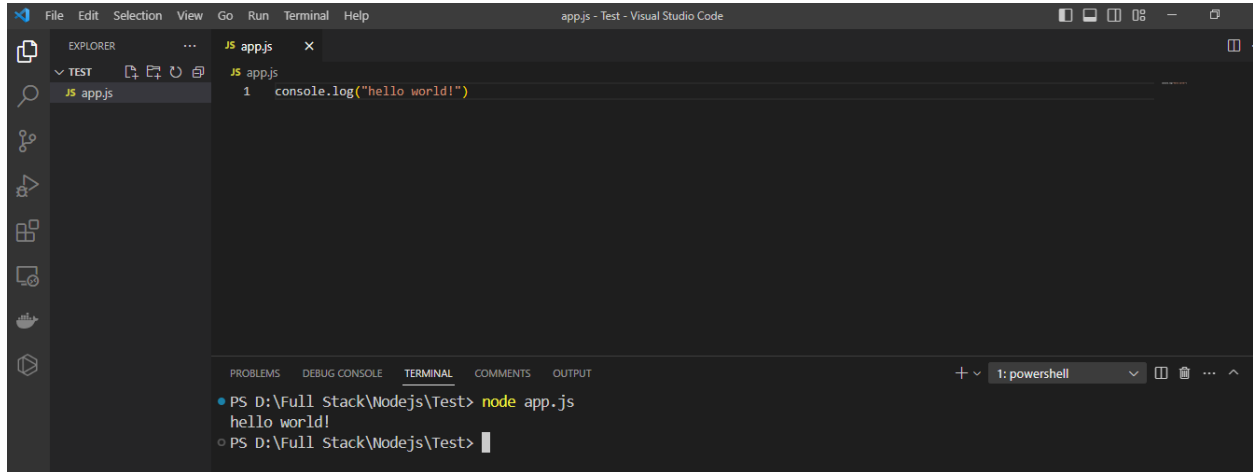 File Edit Selection View Go Run Terminal Help
app.js - Test - Visual Studio Code
EXPLORER
TEST
JS app.js
JS app.js
JS app.js
1 console.log("hello world!")
PROBLEMS DEBUG CONSOLE TERMINAL COMMENTS OUTPUT
1: powershell
PS D:\Full Stack\Nodejs\Test> node app.js
hello world!
PS D:\Full Stack\Nodejs\Test>